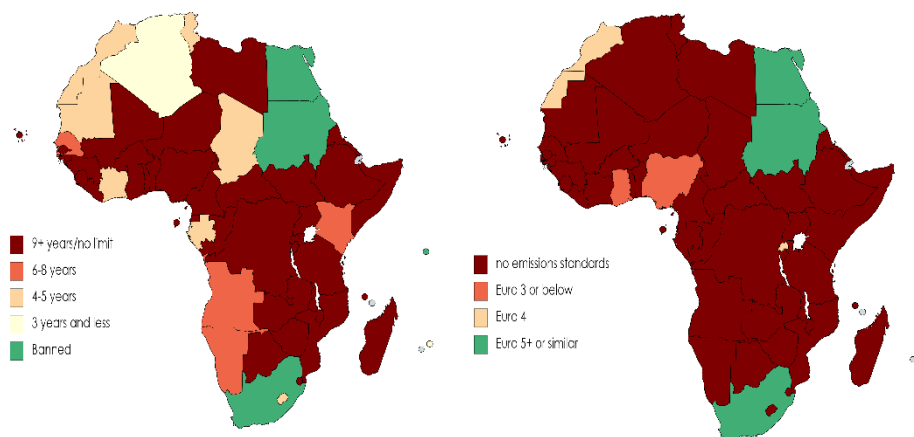 9+ years/no limit
6-8 years
4-5 years
3 years and less
Banned
no emissions standards
Euro 3 or below
Euro 4
Euro 5+ or similar